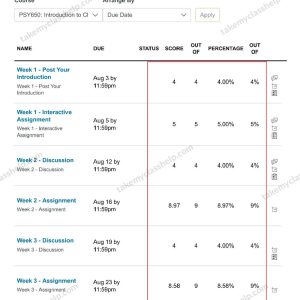 Course
Arrange By
PSY650: Introduction to Cl
Due Date
Apply
NAME DUE STATUS SCORE OUT OF PERCENTAGE OUT OF
Week 1 - Post Your Introduction
Week 1 - Post Your Introduction
Aug 3 by 11:59pm
4 4 4.00% 4%
Week 1 - Interactive Assignment
Week 1 - Interactive Assignment
Aug 5 by 11:59pm
5 5 5.00% 5%
Week 2 - Discussion
Week 2 - Discussion
Aug 12 by 11:59pm
4 4 4.00% 4%
Week 2 - Assignment
Week 2 - Assignment
Aug 16 by 11:59pm
8.97 9 8.97% 9%
Week 3 - Discussion
Week 3 - Discussion
Aug 19 by 11:59pm
4 4 4.00% 4%
Week 3 - Assignment
Week 3 - Assignment
Aug 23 by 11:59pm
8.58 9 8.58% 9%
takemyclasshelp.com